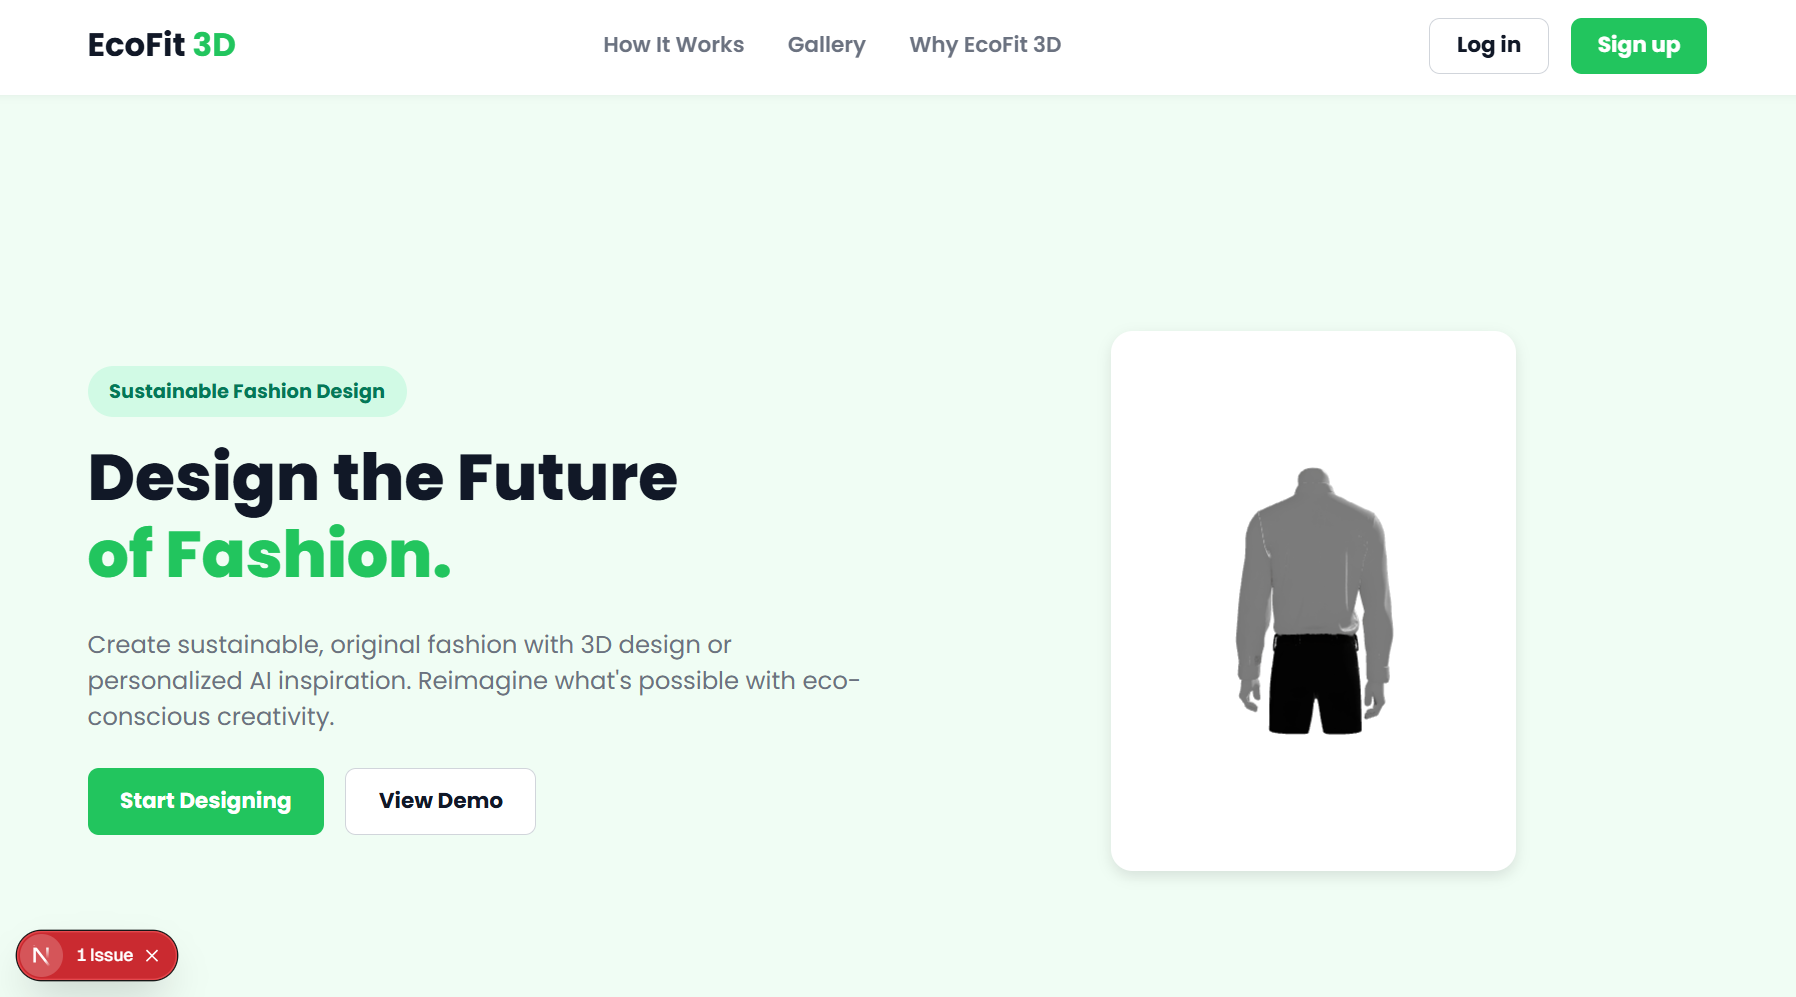 EcoFit 3D
How It Works
Gallery
Why EcoFit 3D
Log in
Sign up
Sustainable Fashion Design
Design the Future
of Fashion.
Create sustainable, original fashion with 3D design or
personalized AI inspiration. Reimagine what's possible with eco-
conscious creativity.
Start Designing
View Demo
N
1 Issue